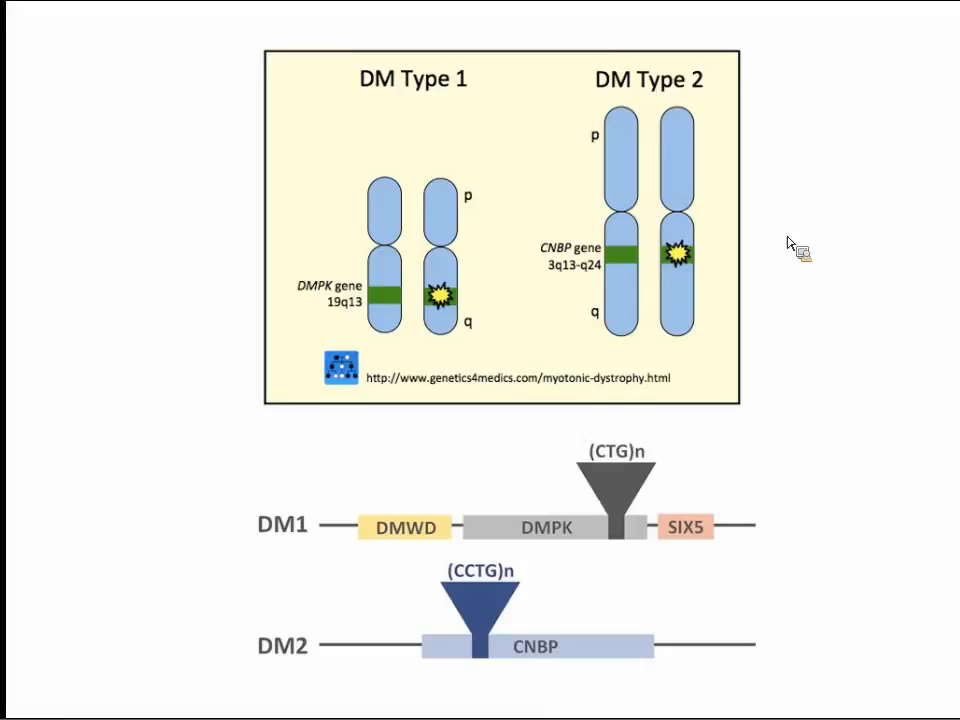 DM Type 1
DM Type 2
p
p
CNBP gene
3q13-q24
DMPK gene
19q13
q
q
http://www.genetics4medics.com/myotonic-dystrophy.html
(CTG)n
DM1
DMWD
DMPK
SIX5
(CCTG)n
DM2
CNBP